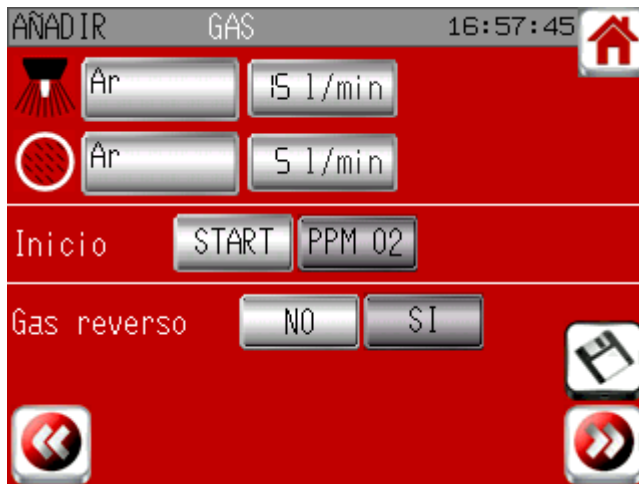 AÑADIR GAS 16:57:45
Ar 15 l/min
Ar 5 l/min
Inicio START PPM O2
Gas reverso NO SI